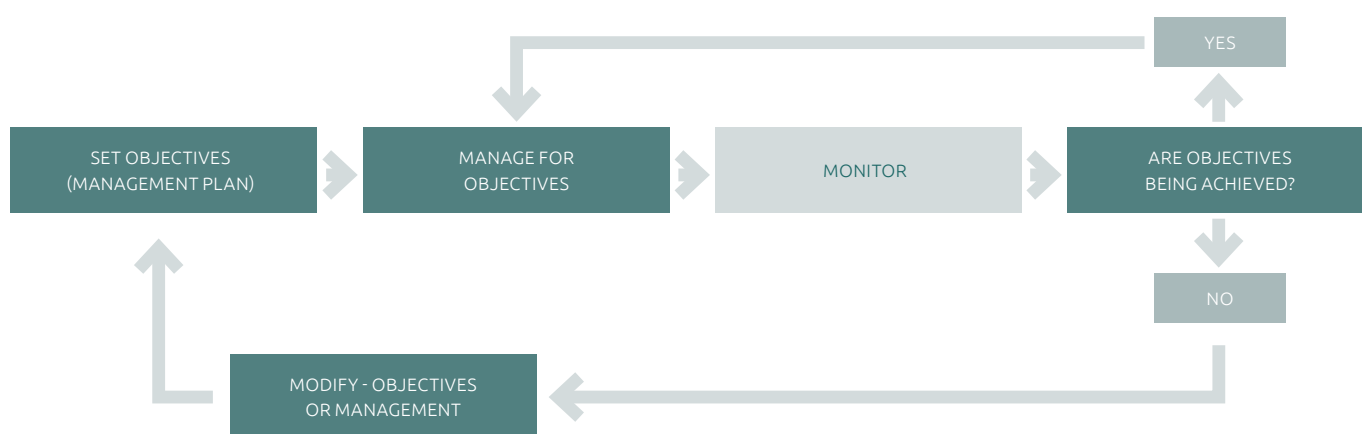 YES
SET OBJECTIVES
(MANAGEMENT PLAN)
MANAGE FOR
OBJECTIVES
MONITOR
ARE OBJECTIVES
BEING ACHIEVED?
NO
MODIFY - OBJECTIVES
OR MANAGEMENT